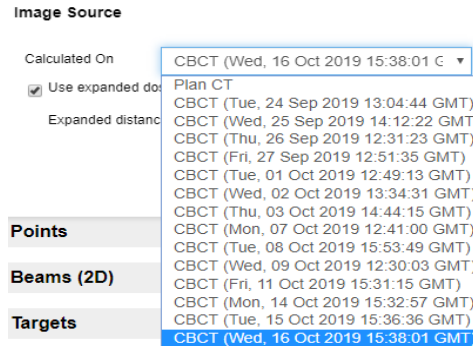 Image Source
Calculated On
CBCT (Wed, 16 Oct 2019 15:38:01 G
Use expanded dos
Expanded distanc
Plan CT
CBCT (Tue, 24 Sep 2019 13:04:44 GMT)
CBCT (Wed, 25 Sep 2019 14:12:22 GMT
CBCT (Thu, 26 Sep 2019 12:31:23 GMT)
CBCT (Fri, 27 Sep 2019 12:51:35 GMT)
CBCT (Tue, 01 Oct 2019 12:49:13 GMT)
CBCT (Wed, 02 Oct 2019 13:34:31 GMT)
CBCT (Thu, 03 Oct 2019 14:44:15 GMT)
CBCT (Mon, 07 Oct 2019 12:41:00 GMT)
CBCT (Tue, 08 Oct 2019 15:53:49 GMT)
CBCT (Wed, 09 Oct 2019 12:30:03 GMT)
CBCT (Fri, 11 Oct 2019 15:31:15 GMT)
CBCT (Mon, 14 Oct 2019 15:32:57 GMT)
CBCT (Tue, 15 Oct 2019 15:36:36 GMT)
CBCT (Wed, 16 Oct 2019 15:38:01 GMT
Points
Beams (2D)
Targets